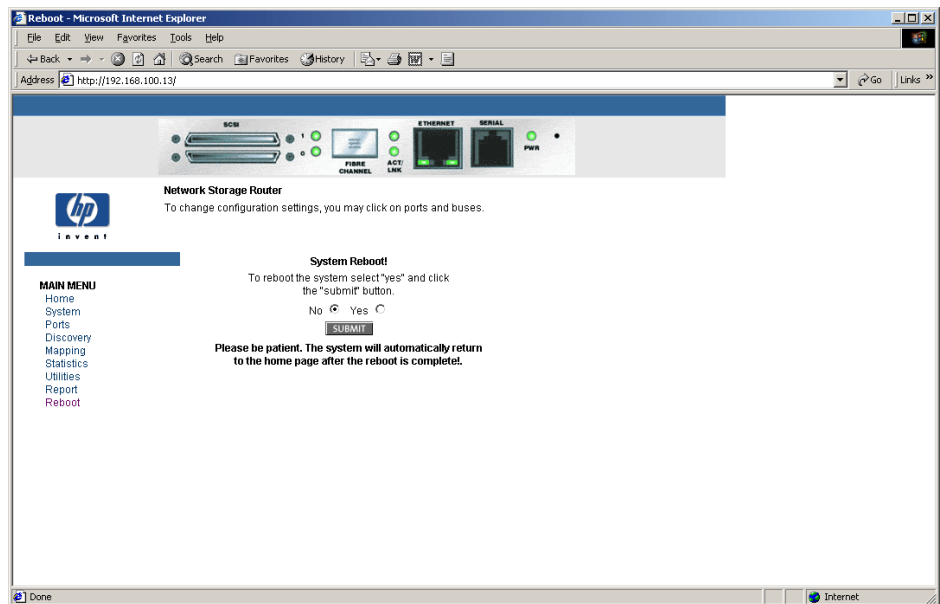 Reboot - Microsoft Internet Explorer
File Edit View Favorites Tools Help
Back Search Favorites History
Address http://192.168.100.13/ Go Links »
SCSI
1
0
FIBRE
CHANNEL
ACT/
LNK
ETHERNET
SERIAL
PWR
hp
invent
Network Storage Router
To change configuration settings, you may click on ports and buses.
MAIN MENU
Home
System
Ports
Discovery
Mapping
Statistics
Utilities
Report
Reboot
System Reboot!
To reboot the system select "yes" and click
the "submit" button.
No Yes
SUBMIT
Please be patient. The system will automatically return
to the home page after the reboot is complete!.
Done Internet